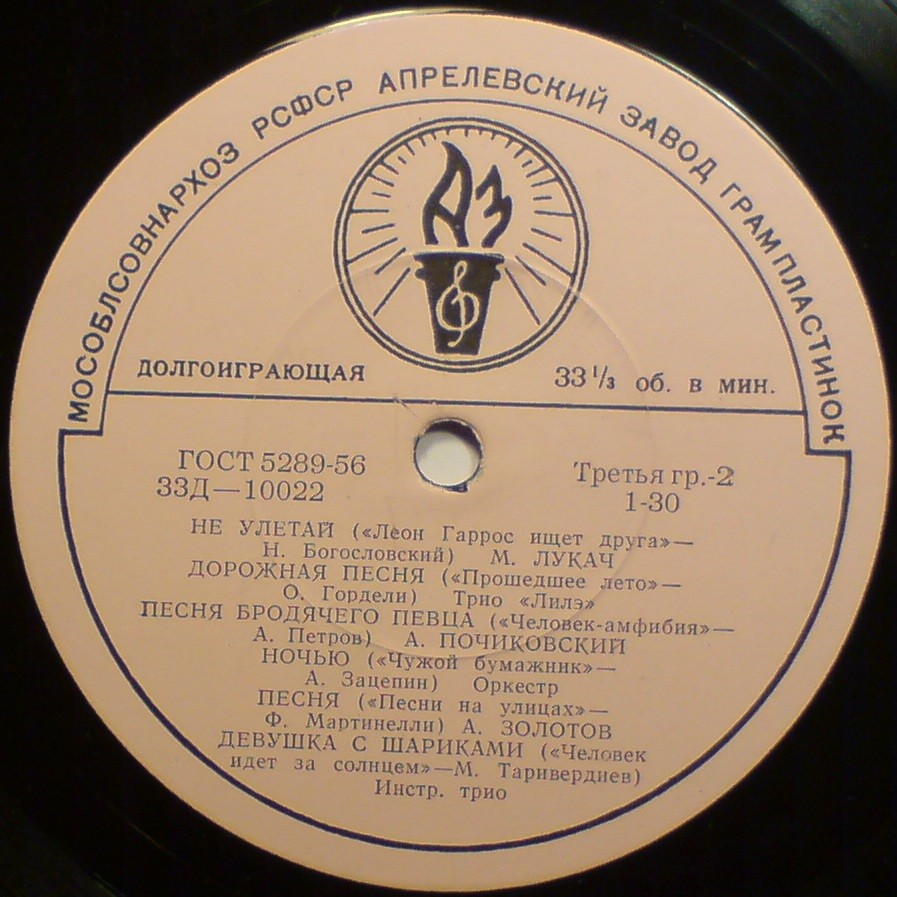 МОСОБЛСОВНАРХОЗ РСФСР АПРЕЛЕВСКИЙ ЗАВОД ГРАМПЛАСТИНОК
АЗ
ДОЛГОИГРАЮЩАЯ 33 1/3 об. в мин.
ГОСТ 5289-56 Третья гр.-2
33Д—10022 1-30
НЕ УЛЕТАЙ («Леон Гаррос ищет друга»—
Н. Богословский) М. ЛУКАЧ
ДОРОЖНАЯ ПЕСНЯ («Прошедшее лето»—
О. Гордели) Трио «Лилэ»
ПЕСНЯ БРОДЯЧЕГО ПЕВЦА («Человек-амфибия»—
А. Петров) А. ПОЧИКОВСКИЙ
НОЧЬЮ («Чужой бумажник»—
А. Зацепин) Оркестр
ПЕСНЯ («Песни на улицах»—
Ф. Мартинелли) А. ЗОЛОТОВ
ДЕВУШКА С ШАРИКАМИ («Человек
идет за солнцем»—М. Таривердиев)
Инстр. трио